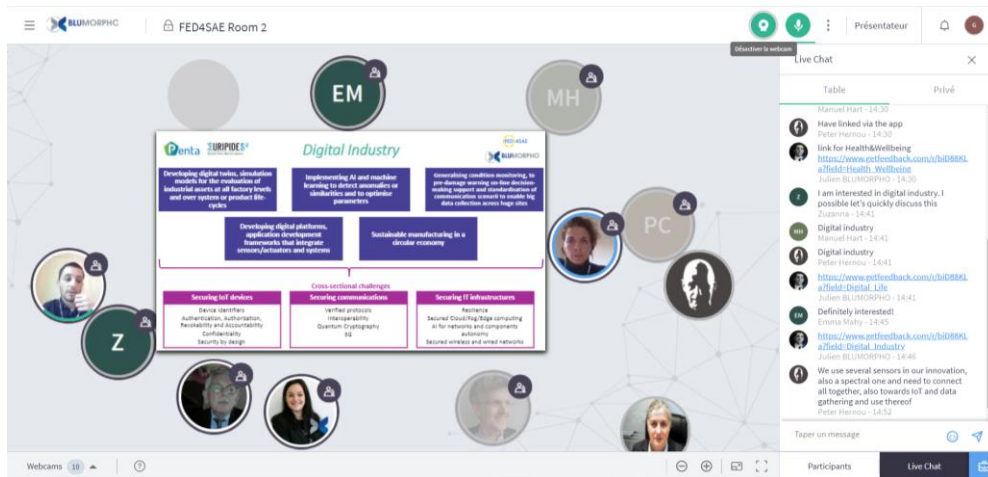 BLUMORPHO
FED4SAE Room 2
Présentateur
G
Désactiver la webcam
Live Chat
Table
Privé
Manuel Hart - 14:30
Have linked via the app
Peter Hernou - 14:30
link for Health&Wellbeing
https://www.getfeedback.com/r/biD88KL
a?field=Health_Wellbeing
Julien BLUMORPHO - 14:30
Z
I am interested in digital industry. I
possible let's quickly discuss this
Zuzanna - 14:41
MH
Digital industry
Manuel Hart - 14:41
Digital industry
Peter Hernou - 14:41
https://www.getfeedback.com/r/biD88KL
a?field=Digital_Life
Julien BLUMORPHO - 14:41
EM
Definitely interested!
Emma Mahy - 14:45
https://www.getfeedback.com/r/biD88KL
a?field=Digital_Industry
Julien BLUMORPHO - 14:46
We use several sensors in our innovation,
also a spectral one and need to connect
all together, also towards IoT and data
gathering and use thereof
Peter Hernou - 14:52
Taper un message
Participants
Live Chat
EM
MH
PC
Z
Penta
EURIPIDES²
Digital Industry
FED4SAE
BLUMORPHO
Developing digital twins, simulation
models for the evaluation of
industrial assets at all factory levels
and over system or product life-
cycles
Implementing AI and machine
learning to detect anomalies or
similarities and to optimise
parameters
Generalising condition monitoring, to
pre-damage warning on-line decision-
making support and standardisation of
communication scenarii to enable big
data collection across huge sites
Developing digital platforms,
application development
frameworks that integrate
sensors/actuators and systems
Sustainable manufacturing in a
circular economy
Cross-sectional challenges
Securing IoT devices
Device identifiers
Authentication, Authorisation,
Revokability and Accountability
Confidentiality
Security by design
Securing communications
Verified protocols
Interoperability
Quantum Cryptography
5G
Securing IT infrastructures
Resilience
Secured Cloud/Fog/Edge computing
AI for networks and components
autonomy
Secured wireless and wired networks
Webcams 10